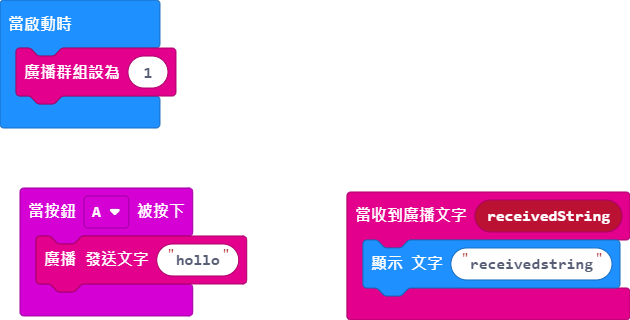 當啟動時
廣播群組設為 1
當按鈕 A 被按下
廣播 發送文字 "hollo"
當收到廣播文字 receivedString
顯示 文字 "receivedstring"